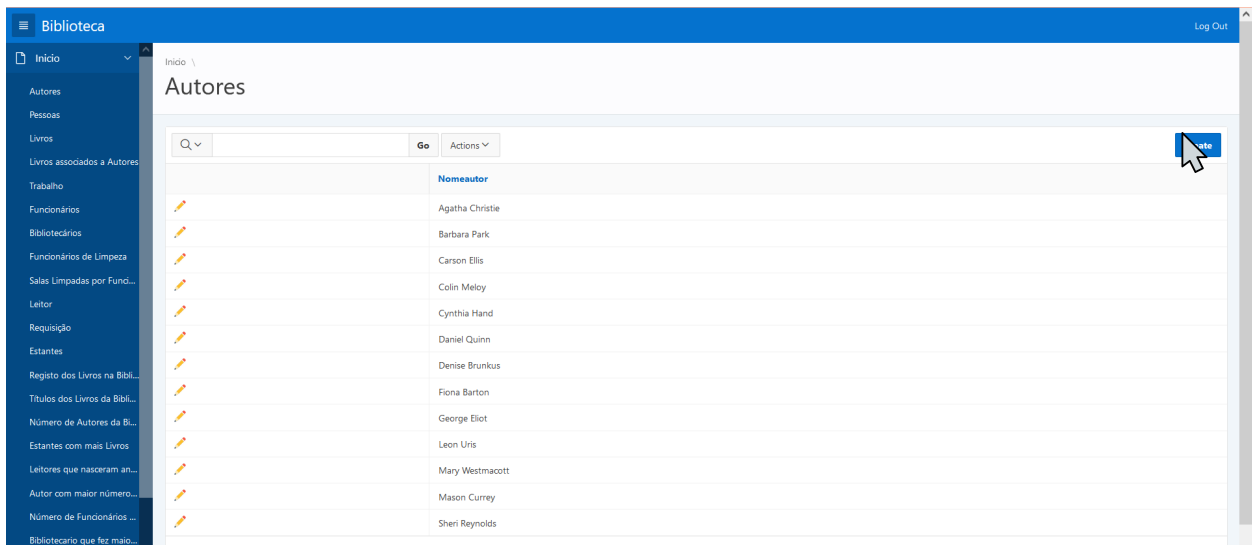 Biblioteca
Log Out
Inicio
Autores
Pessoas
Livros
Livros associados a Autores
Trabalho
Funcionários
Bibliotecários
Funcionários de Limpeza
Salas Limpadas por Funci...
Leitor
Requisição
Estantes
Registo dos Livros na Bibli...
Títulos dos Livros da Bibli...
Número de Autores da Bi...
Estantes com mais Livros
Leitores que nasceram an...
Autor com maior número...
Número de Funcionários ...
Bibliotecario que fez maio...
Inicio \
Autores
Go
Actions
Nomeautor
Agatha Christie
Barbara Park
Carson Ellis
Colin Meloy
Cynthia Hand
Daniel Quinn
Denise Brunkus
Fiona Barton
George Eliot
Leon Uris
Mary Westmacott
Mason Currey
Sheri Reynolds